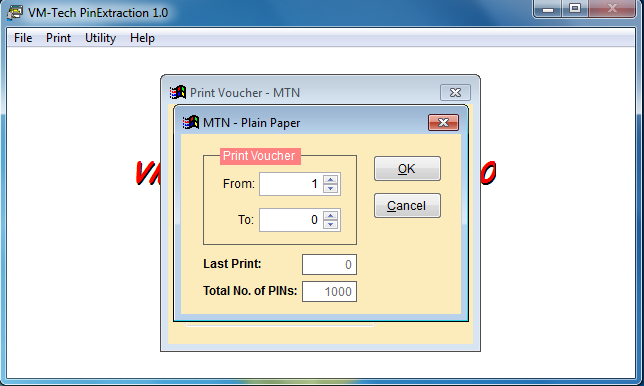 VM-Tech PinExtraction 1.0
File Print Utility Help
Print Voucher - MTN
MTN - Plain Paper
Print Voucher
From: 1
OK
To: 0
Cancel
Last Print: 0
Total No. of PINs: 1000